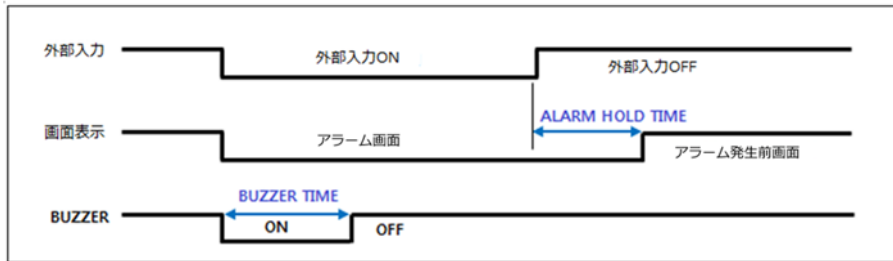 外部入力
外部入力ON
外部入力OFF
ALARM HOLD TIME
画面表示
アラーム画面
アラーム発生前画面
BUZZER TIME
BUZZER
ON
OFF